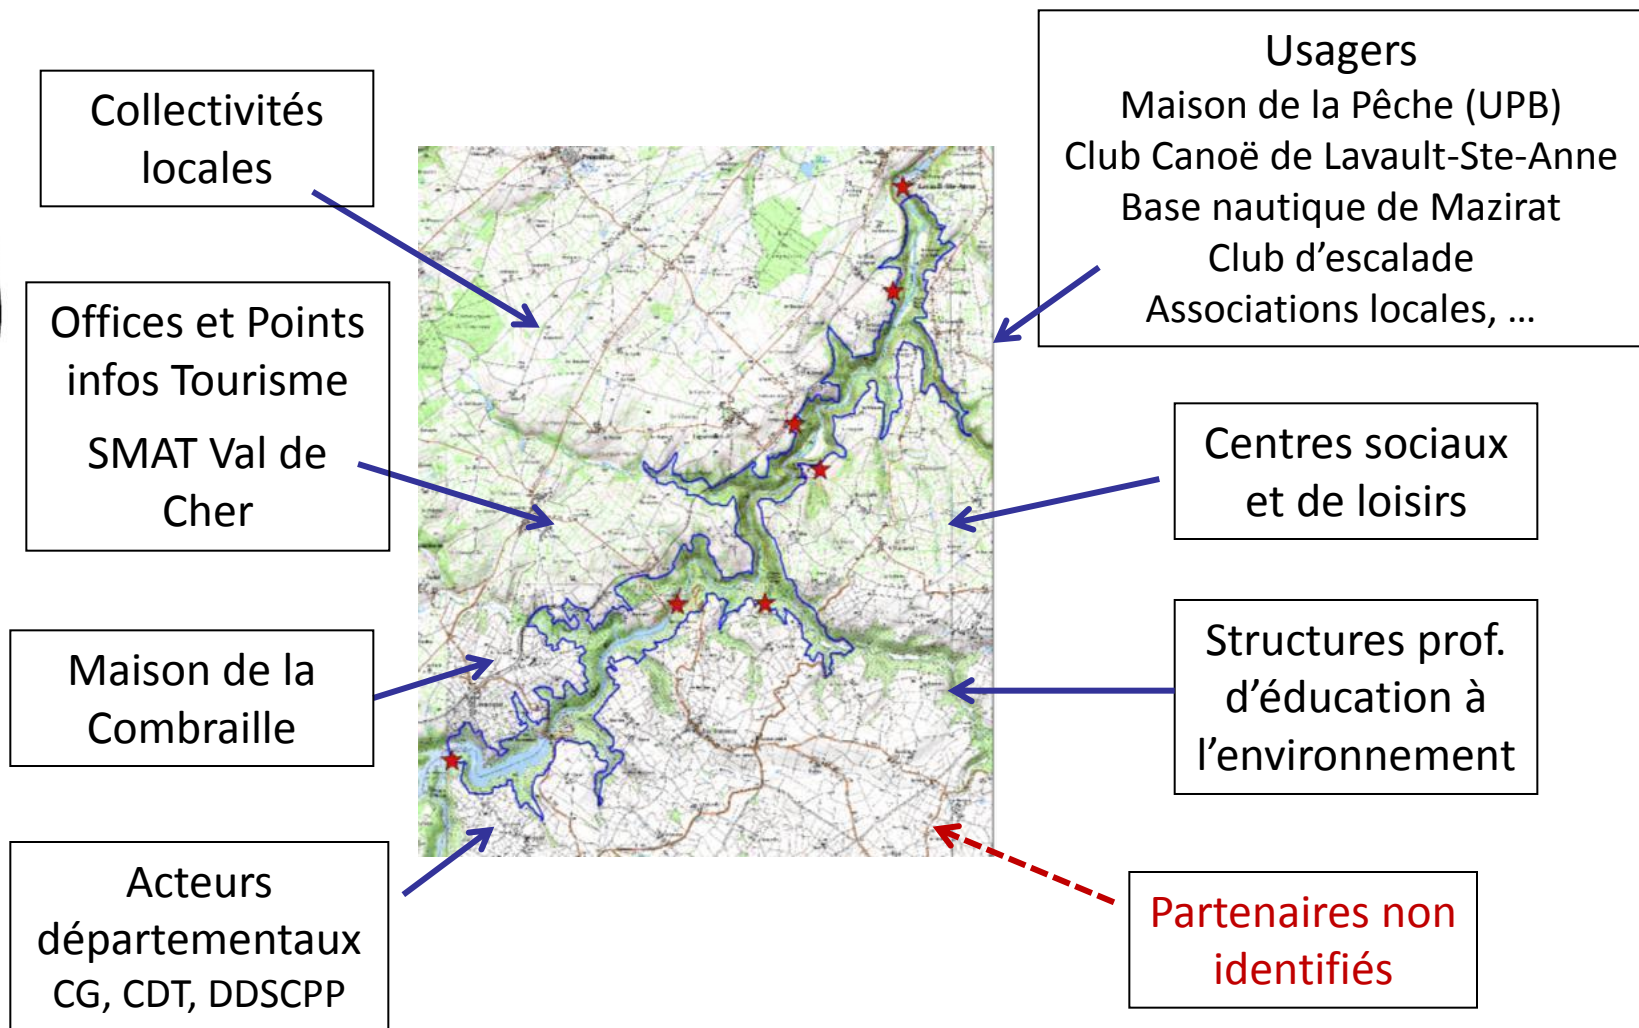 Collectivités
locales
Offices et Points
infos Tourisme
SMAT Val de
Cher
Maison de la
Combraille
Acteurs
départementaux
CG, CDT, DDSCPP
Usagers
Maison de la Pêche (UPB)
Club Canoë de Lavault-Ste-Anne
Base nautique de Mazirat
Club d’escalade
Associations locales, ...
Centres sociaux
et de loisirs
Structures prof.
d’éducation à
l’environnement
Partenaires non
identifiés